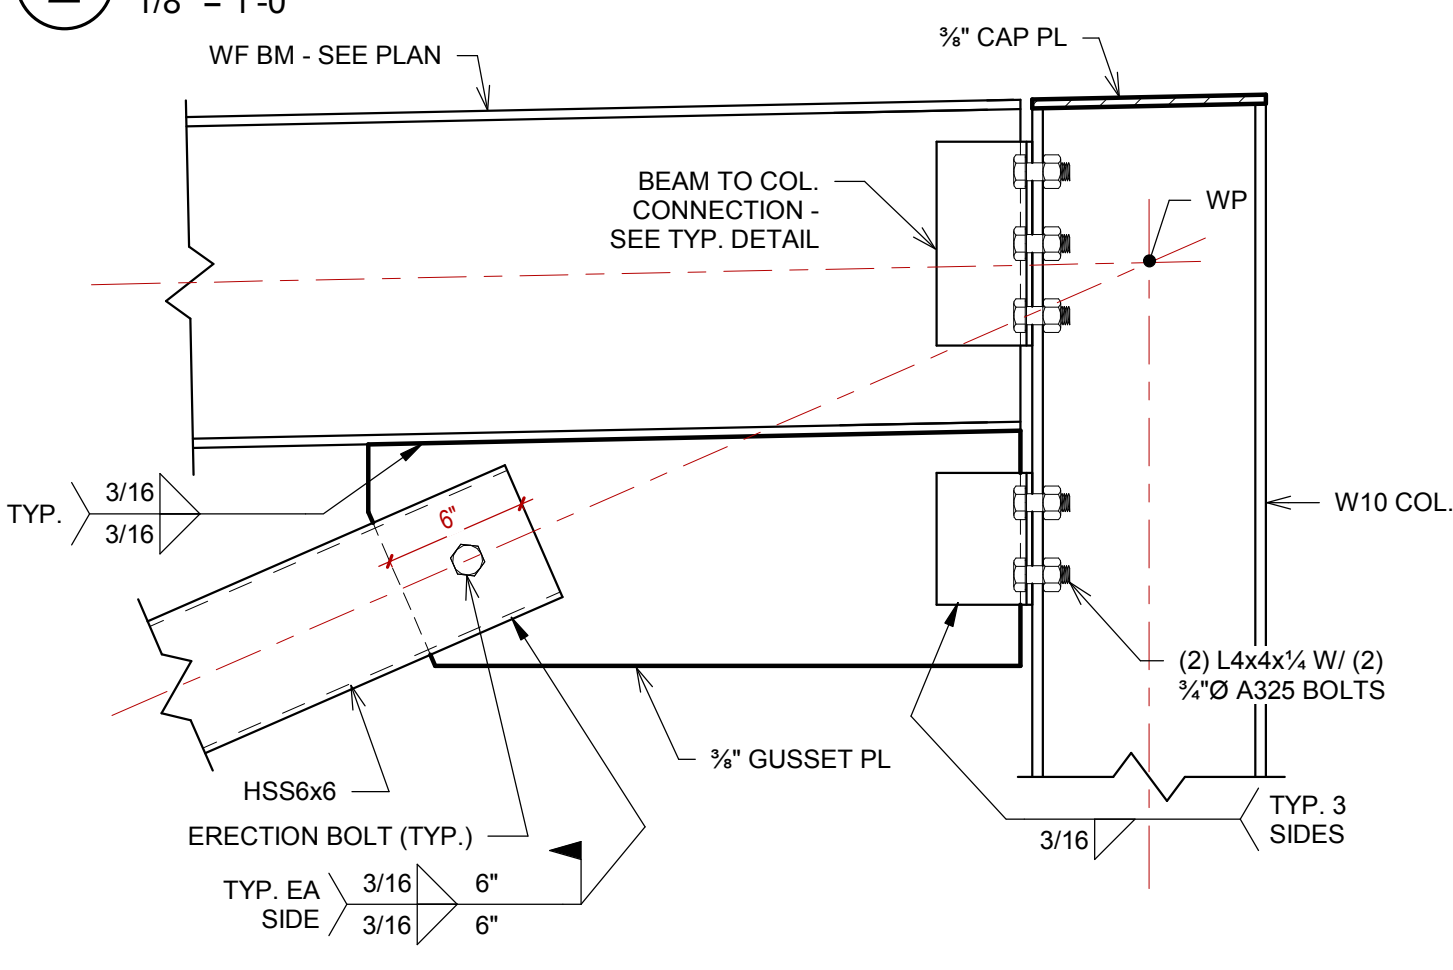 1/8" = 1'-0"
WF BM - SEE PLAN
⅜" CAP PL
BEAM TO COL.
CONNECTION -
SEE TYP. DETAIL
WP
TYP.
3/16
3/16
6"
W10 COL.
(2) L4x4x¼ W/ (2)
¾"Ø A325 BOLTS
⅜" GUSSET PL
HSS6x6
ERECTION BOLT (TYP.)
TYP. 3
SIDES
3/16
TYP. EA
SIDE
3/16
6"
3/16
6"